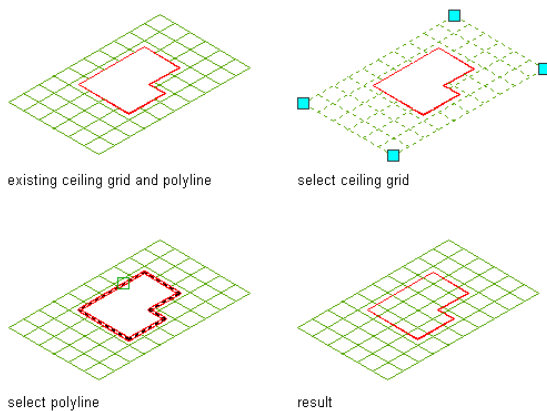 existing ceiling grid and polyline
select ceiling grid
select polyline
result